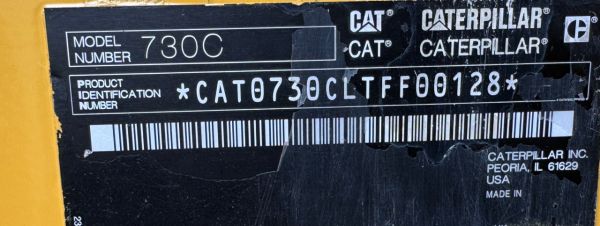 CAT CATERPILLAR
MODEL NUMBER 730C
CAT® CATERPILLAR®
PRODUCT IDENTIFICATION NUMBER *CAT0730CLTFF00128*
CATERPILLAR INC.
PEORIA, IL 61629
USA
MADE IN
23